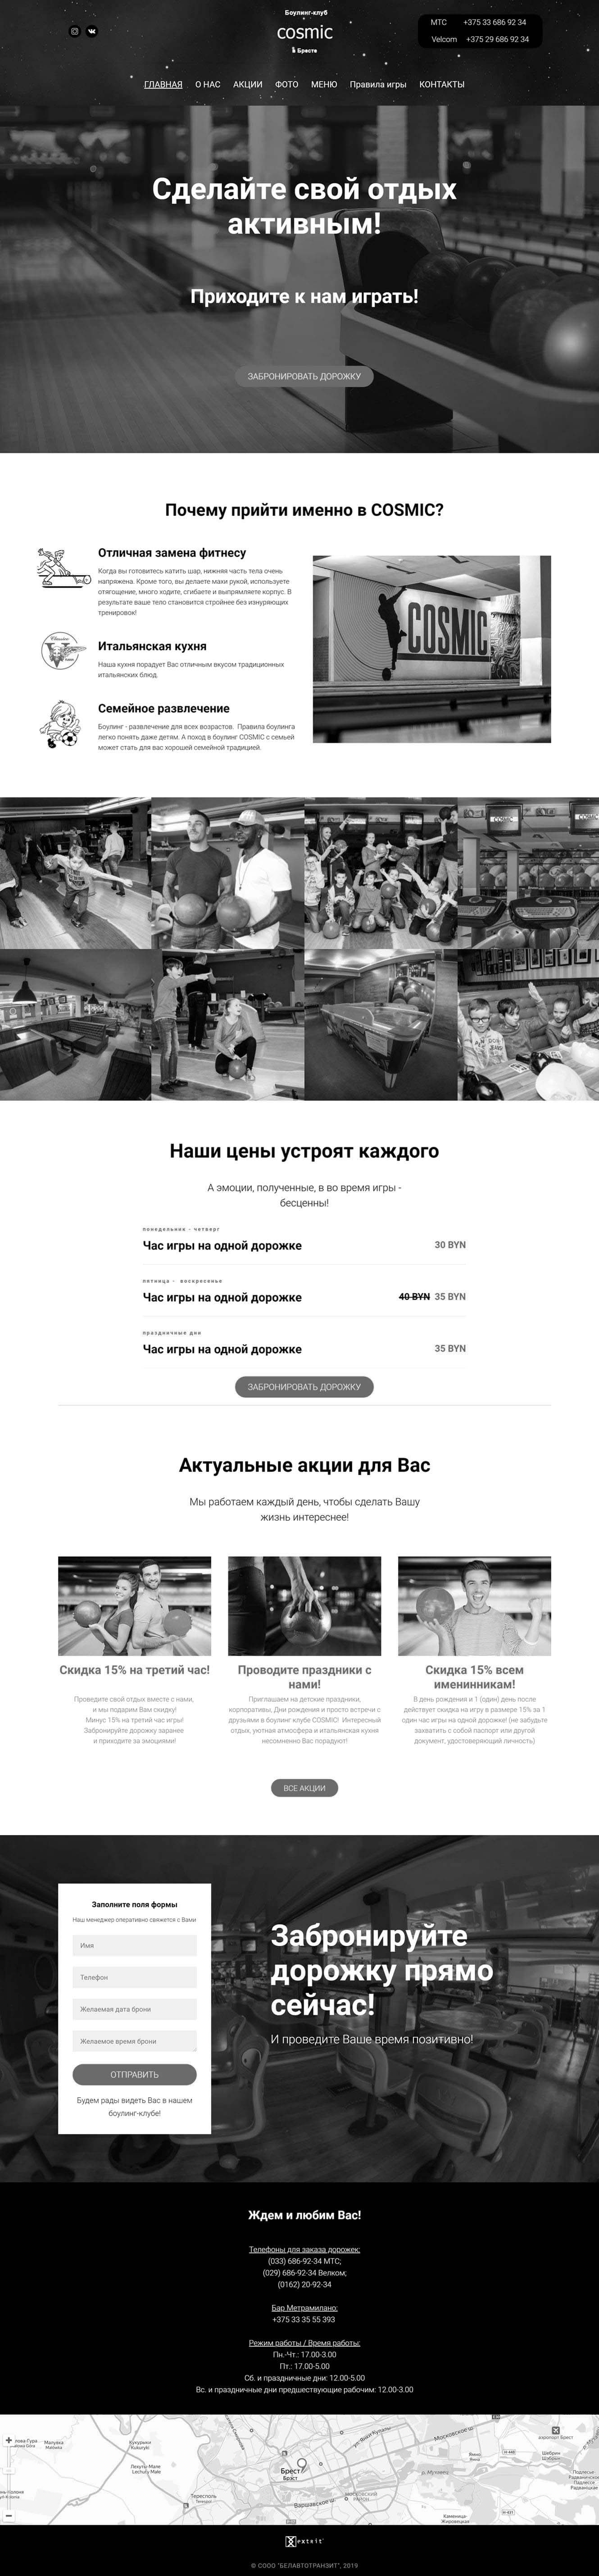 Боулинг-клуб
cosmic
в Бресте
МТС +375 33 686 92 34
Velcom +375 29 686 92 34
ГЛАВНАЯ О НАС АКЦИИ ФОТО МЕНЮ Правила игры КОНТАКТЫ
Сделайте свой отдых
активным!
Приходите к нам играть!
ЗАБРОНИРОВАТЬ ДОРОЖКУ
Почему прийти именно в COSMIC?
Отличная замена фитнесу
Когда вы готовитесь катить шар, нижняя часть тела очень
напряжена. Кроме того, вы делаете махи рукой, используете
отягощение, много ходите, сгибаете и выпрямляете корпус. В
результате ваше тело становится стройнее без изнуряющих
тренировок!
Итальянская кухня
Наша кухня порадует Вас отличным вкусом традиционных
итальянских блюд.
Семейное развлечение
Боулинг - развлечение для всех возрастов. Правила боулинга
легко понять даже детям. А поход в боулинг COSMIC с семьей
может стать для вас хорошей семейной традицией.
COSMIC
COSMIC
Наши цены устроят каждого
А эмоции, полученные, в во время игры -
бесценны!
понедельник - четверг
Час игры на одной дорожке 30 BYN
пятница - воскресенье
Час игры на одной дорожке 40 BYN 35 BYN
праздничные дни
Час игры на одной дорожке 35 BYN
ЗАБРОНИРОВАТЬ ДОРОЖКУ
Актуальные акции для Вас
Мы работаем каждый день, чтобы сделать Вашу
жизнь интереснее!
Скидка 15% на третий час!
Проведите свой отдых вместе с нами,
и мы подарим Вам скидку!
Минус 15% на третий час игры!
Забронируйте дорожку заранее
и приходите за эмоциями!
Проводите праздники с
нами!
Приглашаем на детские праздники,
корпоративы, Дни рождения и просто встречи с
друзьями в боулинг клубе COSMIC! Интересный
отдых, уютная атмосфера и итальянская кухня
несомненно Вас порадуют!
Скидка 15% всем
именинникам!
В день рождения и 1 (один) день после
действует скидка на игру в размере 15% за 1
один час игры на одной дорожке! (не забудьте
захватить с собой паспорт или другой
документ, удостоверяющий личность)
ВСЕ АКЦИИ
Заполните поля формы
Наш менеджер оперативно свяжется с Вами
Имя
Телефон
Желаемая дата брони
Желаемое время брони
ОТПРАВИТЬ
Будем рады видеть Вас в нашем
боулинг-клубе!
Забронируйте
дорожку прямо
сейчас!
И проведите Ваше время позитивно!
Ждем и любим Вас!
Телефоны для заказа дорожек:
(033) 686-92-34 МТС;
(029) 686-92-34 Велком;
(0162) 20-92-34
Бар Метрамилано:
+375 33 35 55 393
Режим работы / Время работы:
Пн.-Чт.: 17.00-3.00
Пт.: 17.00-5.00
Сб. и праздничные дни: 12.00-5.00
Вс. и праздничные дни предшествующие рабочим: 12.00-3.00
Московское ш.
аэропорт Брест
Тересполь
Брест
Брэст
Варшавское ш.
р. Мухавец
Каменица-
Жировецкая
extrit
© СООО "БЕЛАВТОТРАНЗИТ", 2019